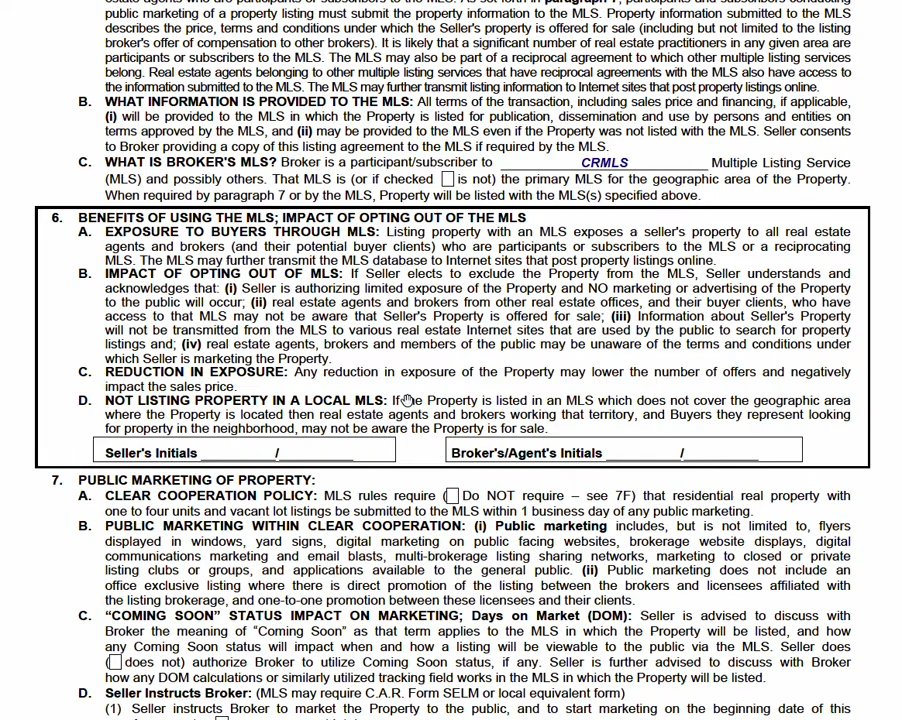 public marketing of a property listing must submit the property information to the MLS. Property information submitted to the MLS
describes the price, terms and conditions under which the Seller's property is offered for sale (including but not limited to the listing
broker's offer of compensation to other brokers). It is likely that a significant number of real estate practitioners in any given area are
participants or subscribers to the MLS. The MLS may also be part of a reciprocal agreement to which other multiple listing services
belong. Real estate agents belonging to other multiple listing services that have reciprocal agreements with the MLS also have access to
the information submitted to the MLS. The MLS may further transmit listing information to Internet sites that post property listings online.
B. WHAT INFORMATION IS PROVIDED TO THE MLS: All terms of the transaction, including sales price and financing, if applicable,
(i) will be provided to the MLS in which the Property is listed for publication, dissemination and use by persons and entities on
terms approved by the MLS, and (ii) may be provided to the MLS even if the Property was not listed with the MLS. Seller consents
to Broker providing a copy of this listing agreement to the MLS if required by the MLS.
C. WHAT IS BROKER'S MLS? Broker is a participant/subscriber to CRMLS Multiple Listing Service
(MLS) and possibly others. That MLS is (or if checked is not) the primary MLS for the geographic area of the Property.
When required by paragraph 7 or by the MLS, Property will be listed with the MLS(s) specified above.
6. BENEFITS OF USING THE MLS; IMPACT OF OPTING OUT OF THE MLS
A. EXPOSURE TO BUYERS THROUGH MLS: Listing property with an MLS exposes a seller's property to all real estate
agents and brokers (and their potential buyer clients) who are participants or subscribers to the MLS or a reciprocating
MLS. The MLS may further transmit the MLS database to Internet sites that post property listings online.
B. IMPACT OF OPTING OUT OF MLS: If Seller elects to exclude the Property from the MLS, Seller understands and
acknowledges that: (i) Seller is authorizing limited exposure of the Property and NO marketing or advertising of the Property
to the public will occur; (ii) real estate agents and brokers from other real estate offices, and their buyer clients, who have
access to that MLS may not be aware that Seller's Property is offered for sale; (iii) Information about Seller's Property
will not be transmitted from the MLS to various real estate Internet sites that are used by the public to search for property
listings and; (iv) real estate agents, brokers and members of the public may be unaware of the terms and conditions under
which Seller is marketing the Property.
C. REDUCTION IN EXPOSURE: Any reduction in exposure of the Property may lower the number of offers and negatively
impact the sales price.
D. NOT LISTING PROPERTY IN A LOCAL MLS: If the Property is listed in an MLS which does not cover the geographic area
where the Property is located then real estate agents and brokers working that territory, and Buyers they represent looking
for property in the neighborhood, may not be aware the Property is for sale.
Seller's Initials ________/________ Broker's/Agent's Initials ________/________
7. PUBLIC MARKETING OF PROPERTY:
A. CLEAR COOPERATION POLICY: MLS rules require ( Do NOT require – see 7F) that residential real property with
one to four units and vacant lot listings be submitted to the MLS within 1 business day of any public marketing.
B. PUBLIC MARKETING WITHIN CLEAR COOPERATION: (i) Public marketing includes, but is not limited to, flyers
displayed in windows, yard signs, digital marketing on public facing websites, brokerage website displays, digital
communications marketing and email blasts, multi-brokerage listing sharing networks, marketing to closed or private
listing clubs or groups, and applications available to the general public. (ii) Public marketing does not include an
office exclusive listing where there is direct promotion of the listing between the brokers and licensees affiliated with
the listing brokerage, and one-to-one promotion between these licensees and their clients.
C. “COMING SOON” STATUS IMPACT ON MARKETING; Days on Market (DOM): Seller is advised to discuss with
Broker the meaning of “Coming Soon” as that term applies to the MLS in which the Property will be listed, and how
any Coming Soon status will impact when and how a listing will be viewable to the public via the MLS. Seller does
( does not) authorize Broker to utilize Coming Soon status, if any. Seller is further advised to discuss with Broker
how any DOM calculations or similarly utilized tracking field works in the MLS in which the Property will be listed.
D. Seller Instructs Broker: (MLS may require C.A.R. Form SELM or local equivalent form)
(1) Seller instructs Broker to market the Property to the public, and to start marketing on the beginning date of this